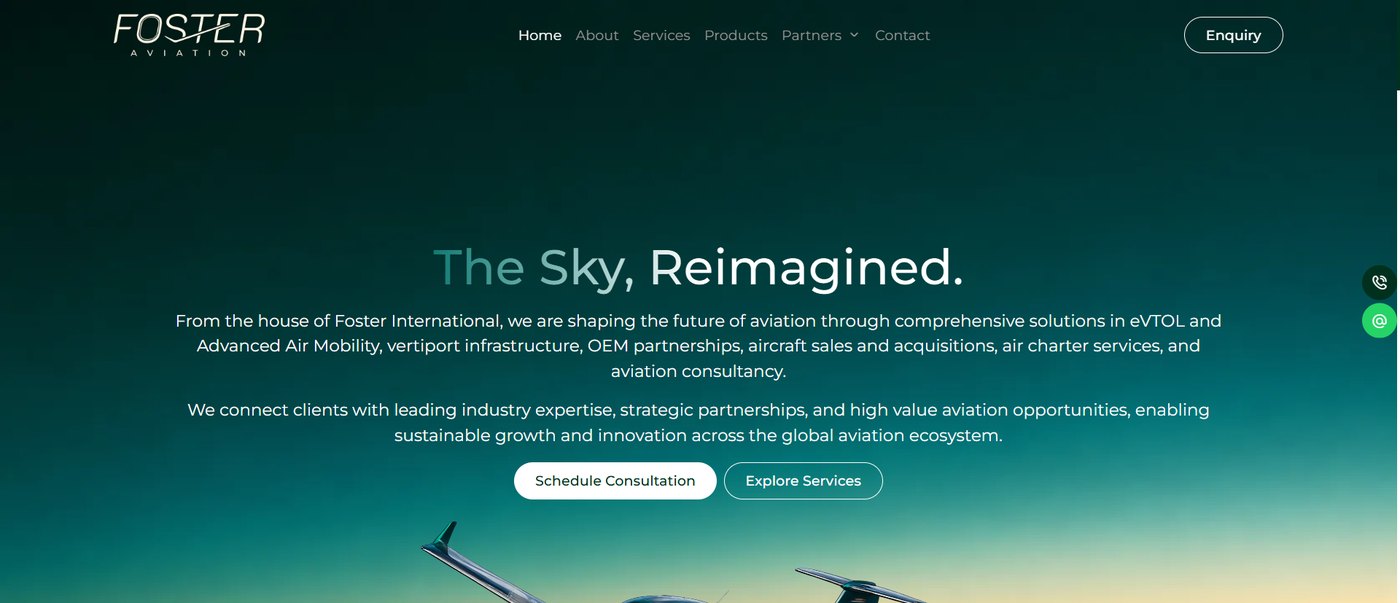 FOSTER
AVIATION
Home About Services Products Partners Contact
Enquiry
The Sky, Reimagined.
From the house of Foster International, we are shaping the future of aviation through comprehensive solutions in eVTOL and
Advanced Air Mobility, vertiport infrastructure, OEM partnerships, aircraft sales and acquisitions, air charter services, and
aviation consultancy.
We connect clients with leading industry expertise, strategic partnerships, and high value aviation opportunities, enabling
sustainable growth and innovation across the global aviation ecosystem.
Schedule Consultation Explore Services